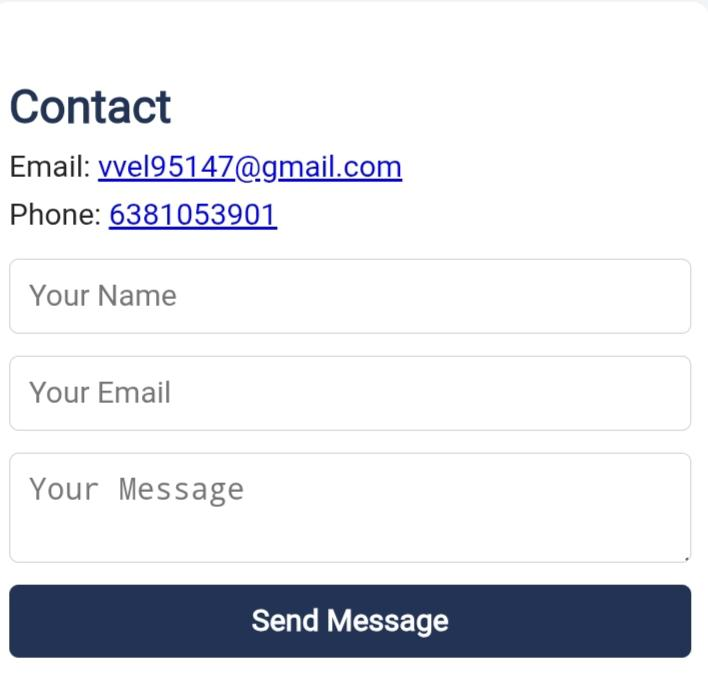 Contact
Email: vvel95147@gmail.com
Phone: 6381053901
Your Name
Your Email
Your Message
Send Message